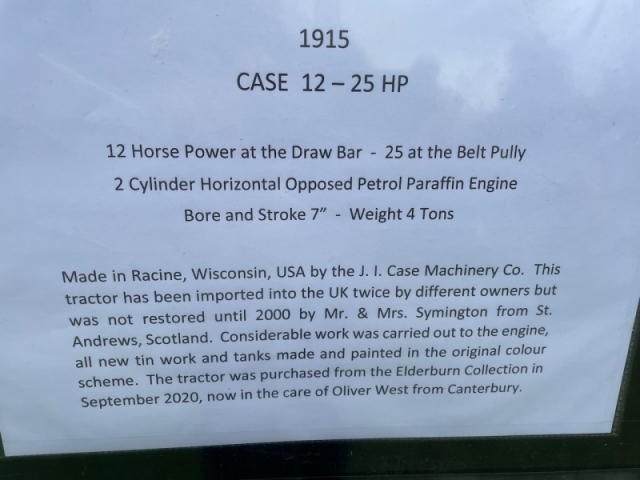 1915
CASE 12 – 25 HP
12 Horse Power at the Draw Bar - 25 at the Belt Pully
2 Cylinder Horizontal Opposed Petrol Paraffin Engine
Bore and Stroke 7” - Weight 4 Tons
Made in Racine, Wisconsin, USA by the J. I. Case Machinery Co. This
tractor has been imported into the UK twice by different owners but
was not restored until 2000 by Mr. & Mrs. Symington from St.
Andrews, Scotland. Considerable work was carried out to the engine,
all new tin work and tanks made and painted in the original colour
scheme. The tractor was purchased from the Elderburn Collection in
September 2020, now in the care of Oliver West from Canterbury.